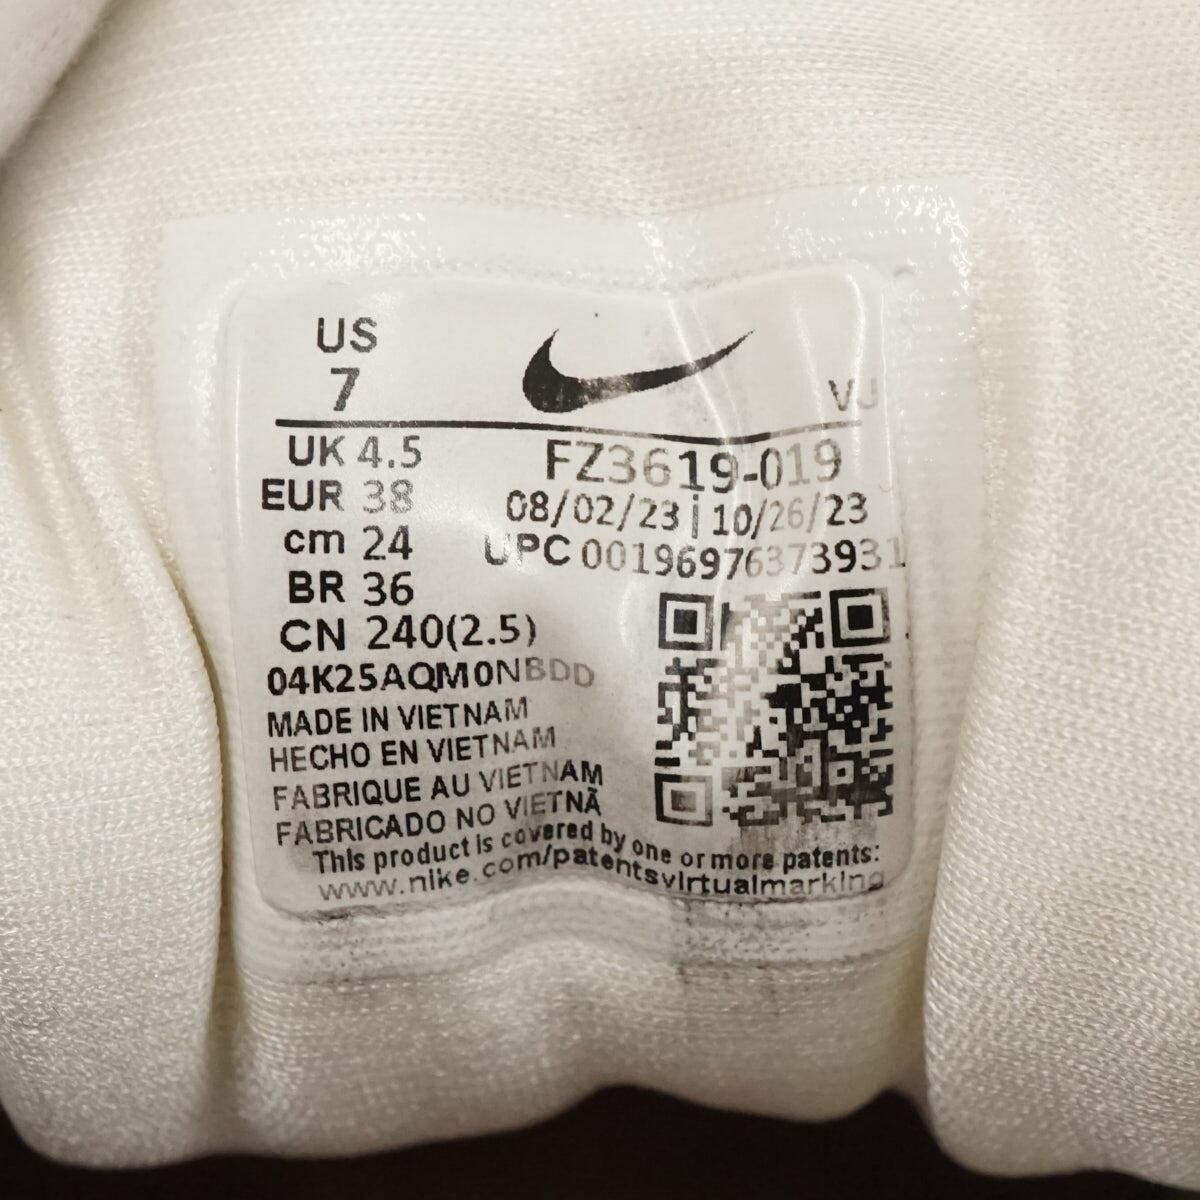 US
7
VJ
UK 4.5
FZ3619-019
EUR 38
08/02/23 | 10/26/23
cm 24
UPC 00196976373931
BR 36
CN 240(2.5)
04K25AQM0NBDD
MADE IN VIETNAM
HECHO EN VIETNAM
FABRIQUE AU VIETNAM
FABRICADO NO VIETNÃ
This product is covered by one or more patents:
www.nike.com/patentsvirtualmarking